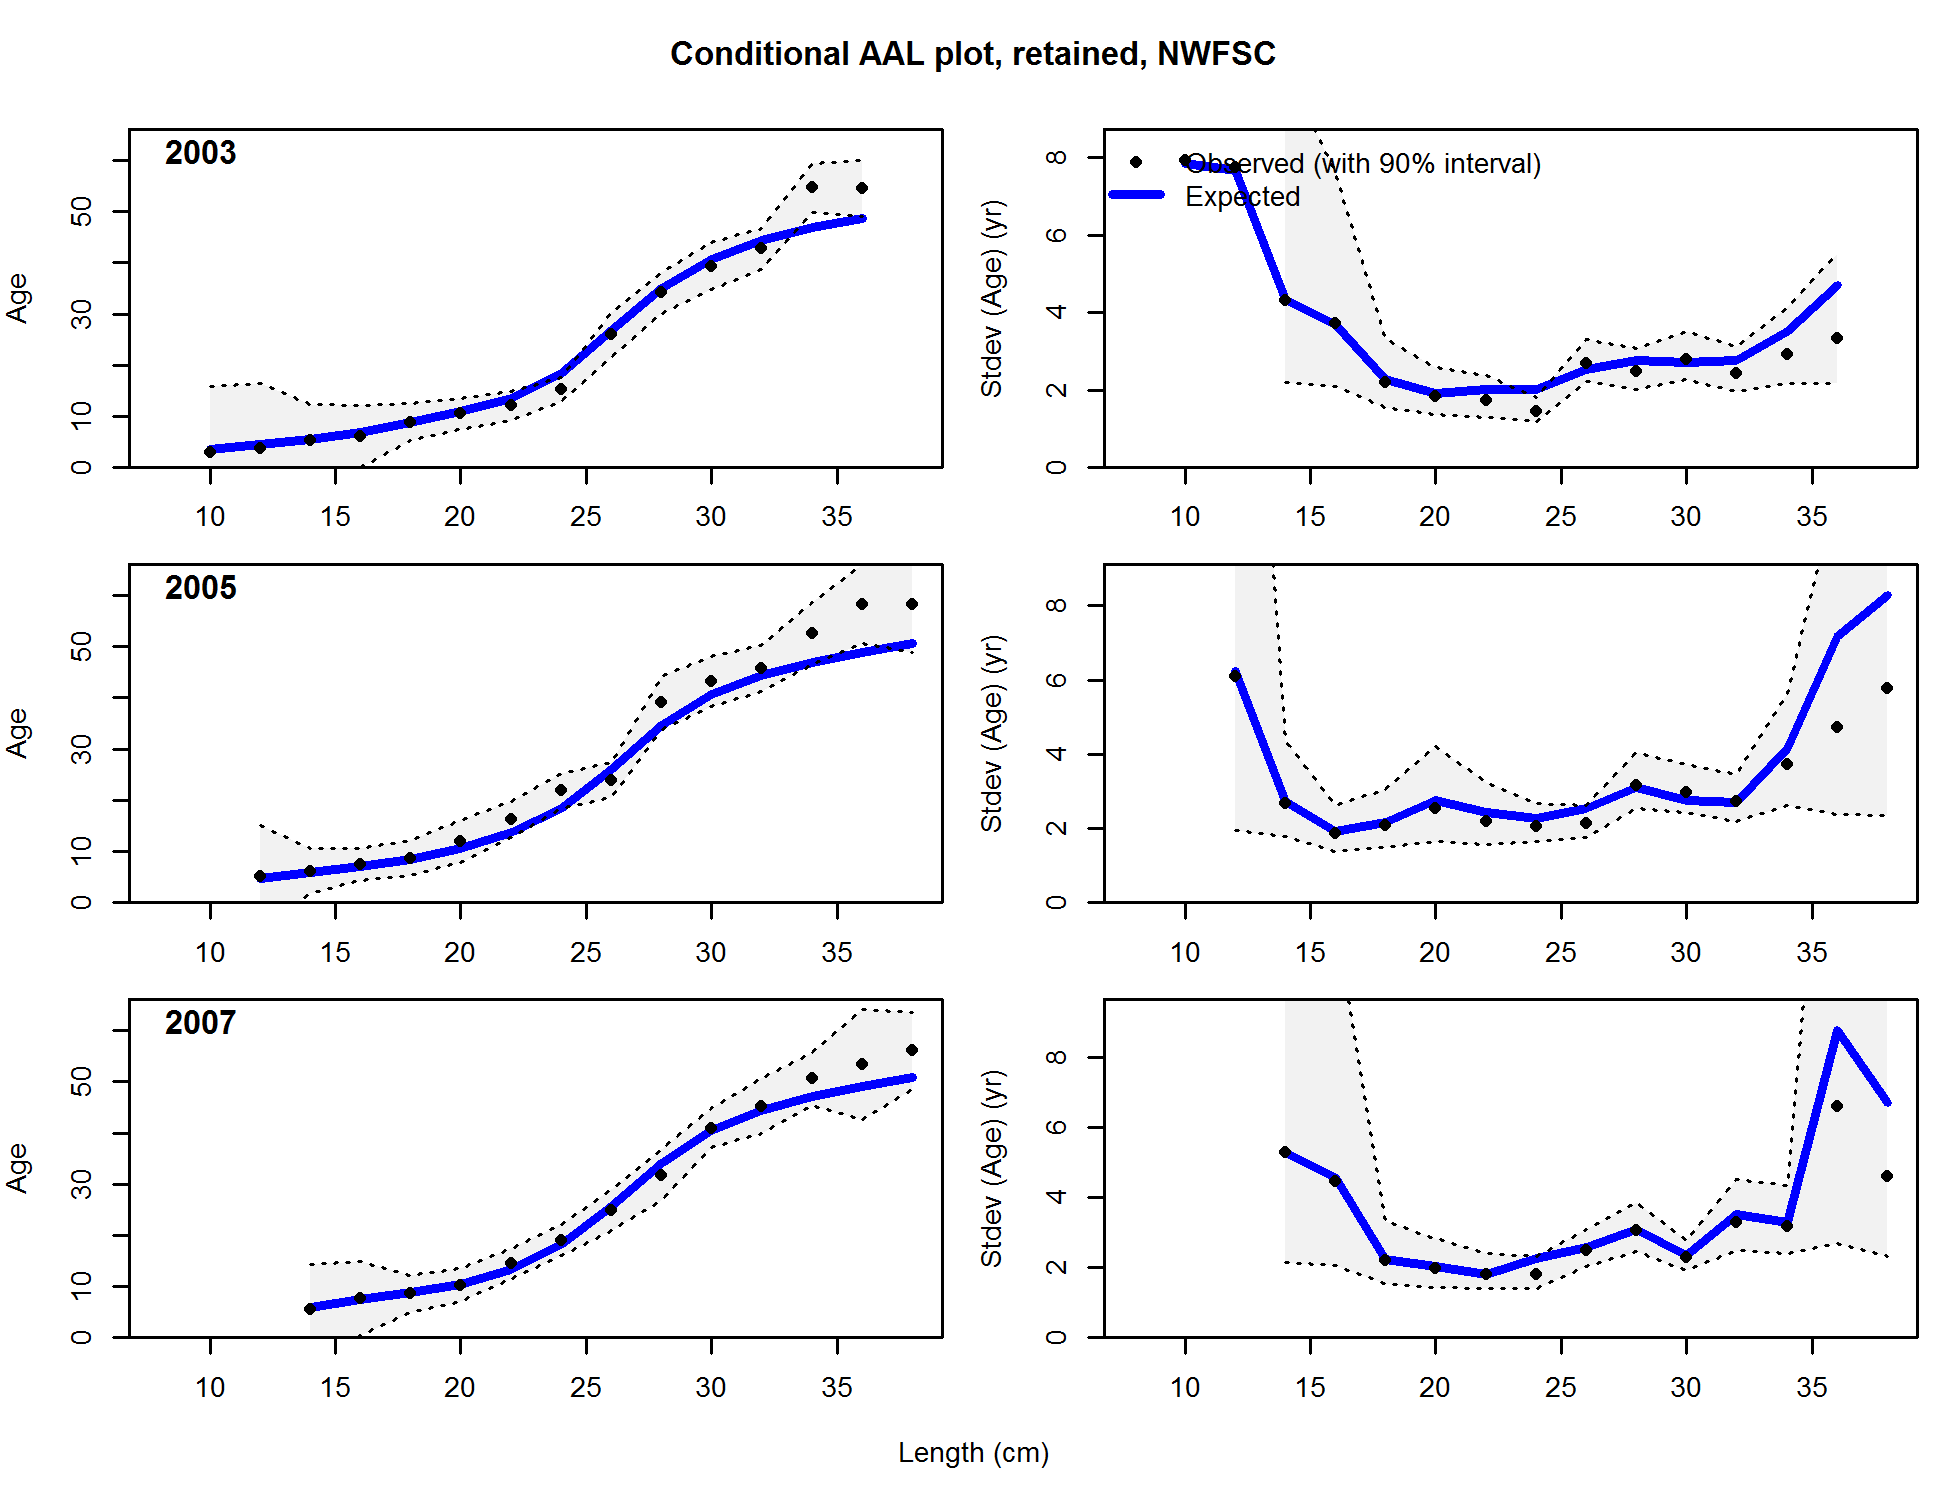 Conditional AAL plot, retained, NWFSC
2003
Age
0 10 30 50
10 15 20 25 30 35
Observed (with 90% interval)
Expected
Stdev (Age) (yr)
0 2 4 6 8
10 15 20 25 30 35
2005
Age
0 10 30 50
10 15 20 25 30 35
Stdev (Age) (yr)
0 2 4 6 8
10 15 20 25 30 35
2007
Age
0 10 30 50
10 15 20 25 30 35
Stdev (Age) (yr)
0 2 4 6 8
10 15 20 25 30 35
Length (cm)